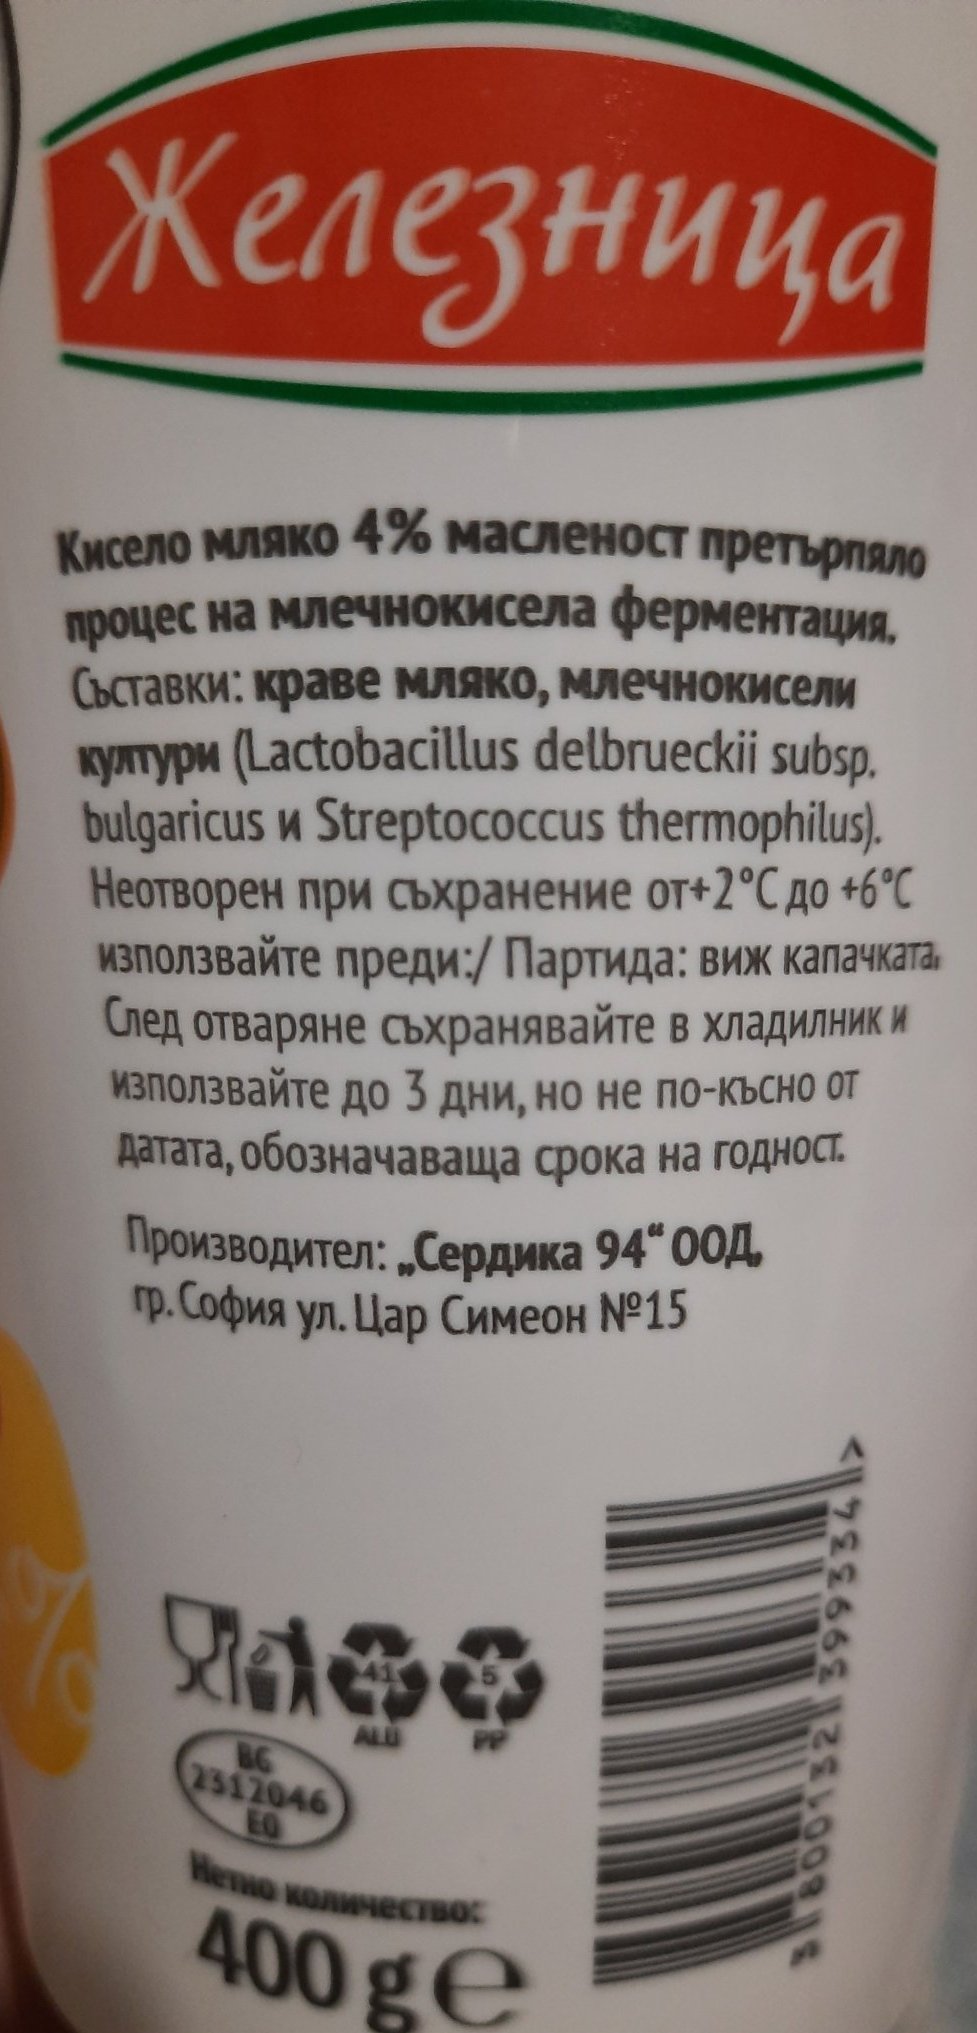 Железница
Кисело мляко 4% масленост претърпяло
процес на млечнокисела ферментация.
Съставки: краве мляко, млечнокисели
култури (Lactobacillus delbrueckii subsp.
bulgaricus и Streptococcus thermophilus).
Неотворен при съхранение от+2°C до +6°C
използвайте преди:/ Партида: виж капачката.
След отваряне съхранявайте в хладилник и
използвайте до 3 дни, но не по-късно от
датата, обозначаваща срока на годност.
Производител: „Сердика 94“ ООД,
гр. София ул. Цар Симеон №15
%
41
ALU
5
PP
BG
2312046
EO
Нетно количество:
400 g e
3 800132 399334 >